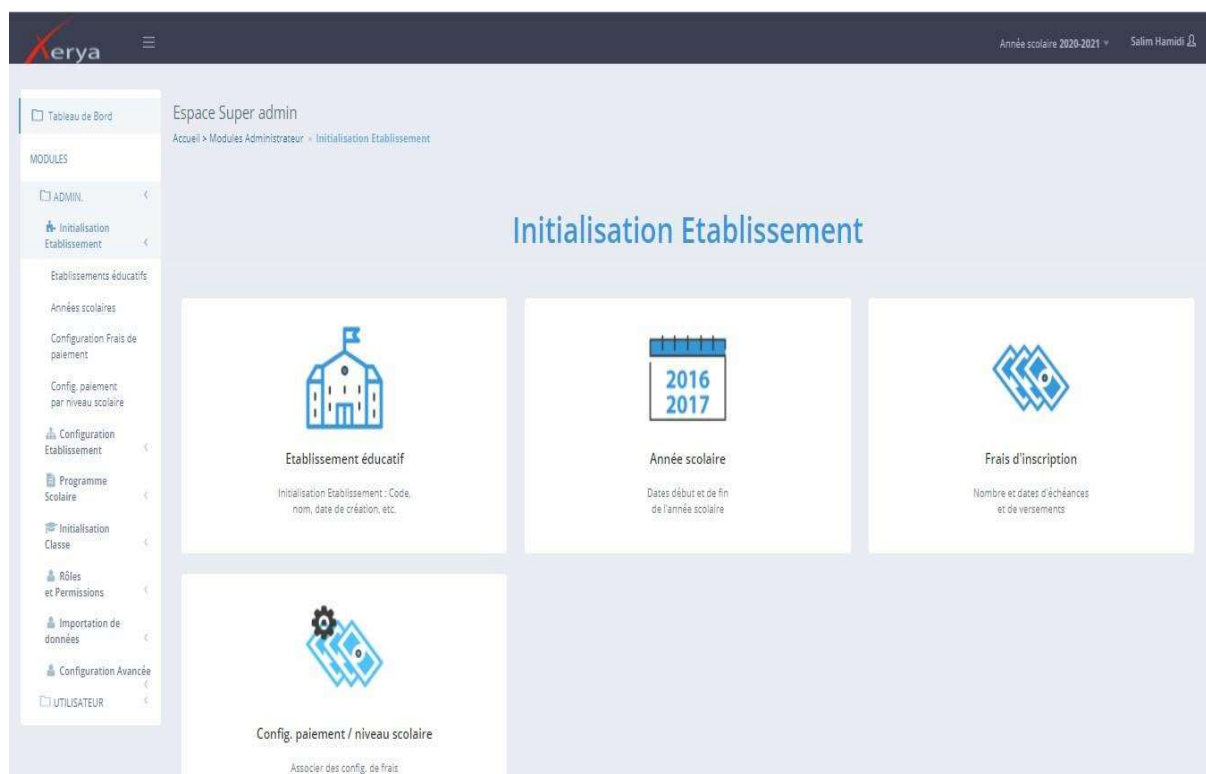 Xerya
Année scolaire 2020-2021
Salim Hamidi
Tableau de Bord
MODULES
ADMIN.
Initialisation
Etablissement
Etablissements éducatifs
Années scolaires
Configuration Frais de
paiement
Config. paiement
par niveau scolaire
Configuration
Etablissement
Programme
Scolaire
Initialisation
Classe
Rôles
et Permissions
Importation de
données
Configuration Avancée
UTILISATEUR
Espace Super admin
Accueil > Modules Administrateur » Initialisation Etablissement
Initialisation Etablissement
Etablissement éducatif
Initialisation Etablissement : Code,
nom, date de création, etc.
2016
2017
Année scolaire
Dates début et de fin
de l'année scolaire
Frais d'inscription
Nombre et dates d'échéances
et de versements
Config. paiement / niveau scolaire
Associer des config. de frais